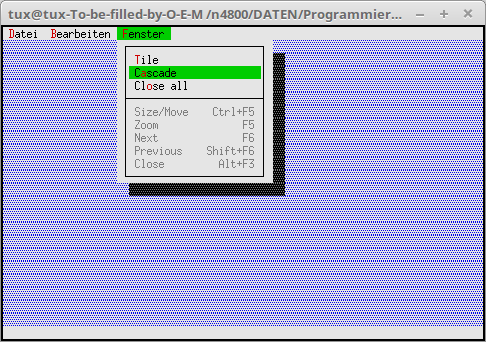 tux@tux-To-be-filled-by-O-E-M /n4800/DATEN/Programmier...
Datei Bearbeiten Fenster
Tile
Cascade
Close all
Size/Move Ctrl+F5
Zoom F5
Next F6
Previous Shift+F6
Close Alt+F3